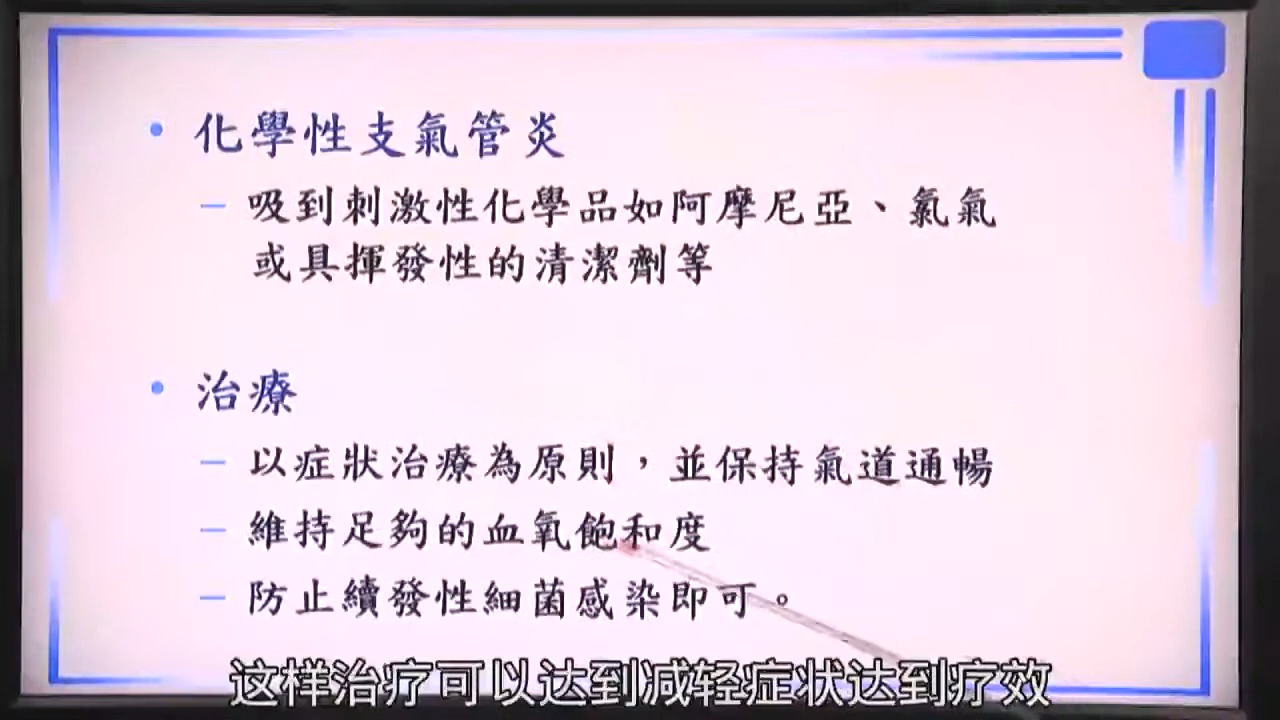 • 化學性支氣管炎
– 吸到刺激性化學品如阿摩尼亞、氯氣
或具揮發性的清潔劑等
• 治療
– 以症狀治療為原則，並保持氣道通暢
– 維持足夠的血氧飽和度
– 防止續發性細菌感染即可。
这样治疗可以达到减轻症状达到疗效